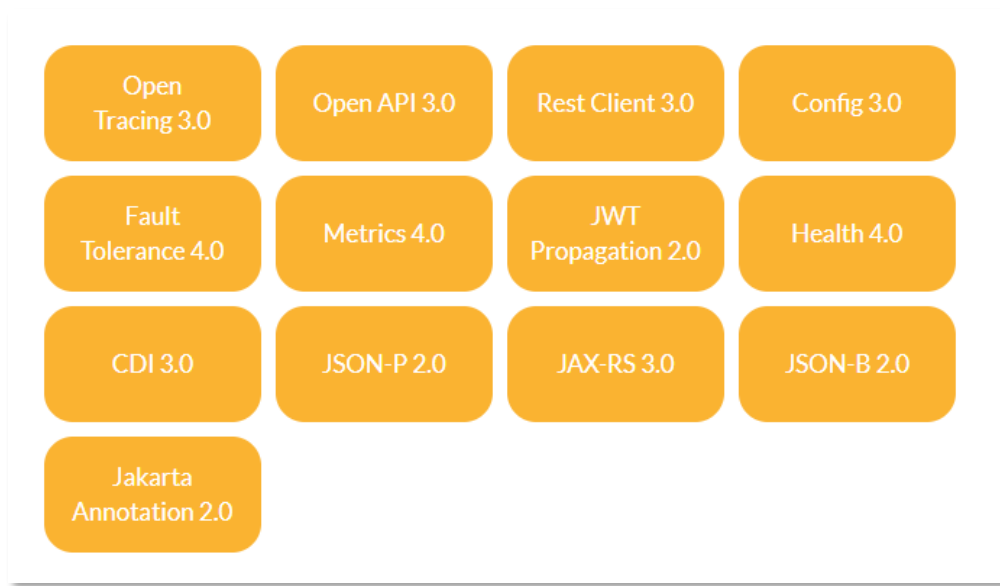 Open
Tracing 3.0
Open API 3.0
Rest Client 3.0
Config 3.0
Fault
Tolerance 4.0
Metrics 4.0
JWT
Propagation 2.0
Health 4.0
CDI 3.0
JSON-P 2.0
JAX-RS 3.0
JSON-B 2.0
Jakarta
Annotation 2.0